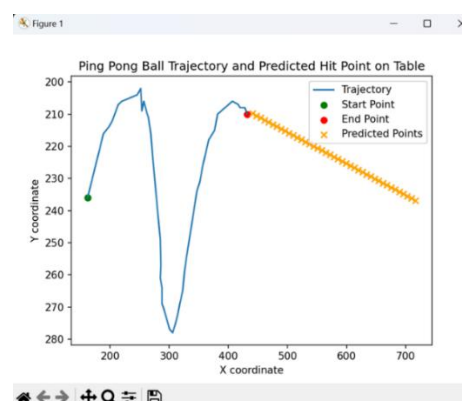 Figure 1
Ping Pong Ball Trajectory and Predicted Hit Point on Table
Trajectory
Start Point
End Point
Predicted Points
Y coordinate
200
210
220
230
240
250
260
270
280
200 300 400 500 600 700
X coordinate